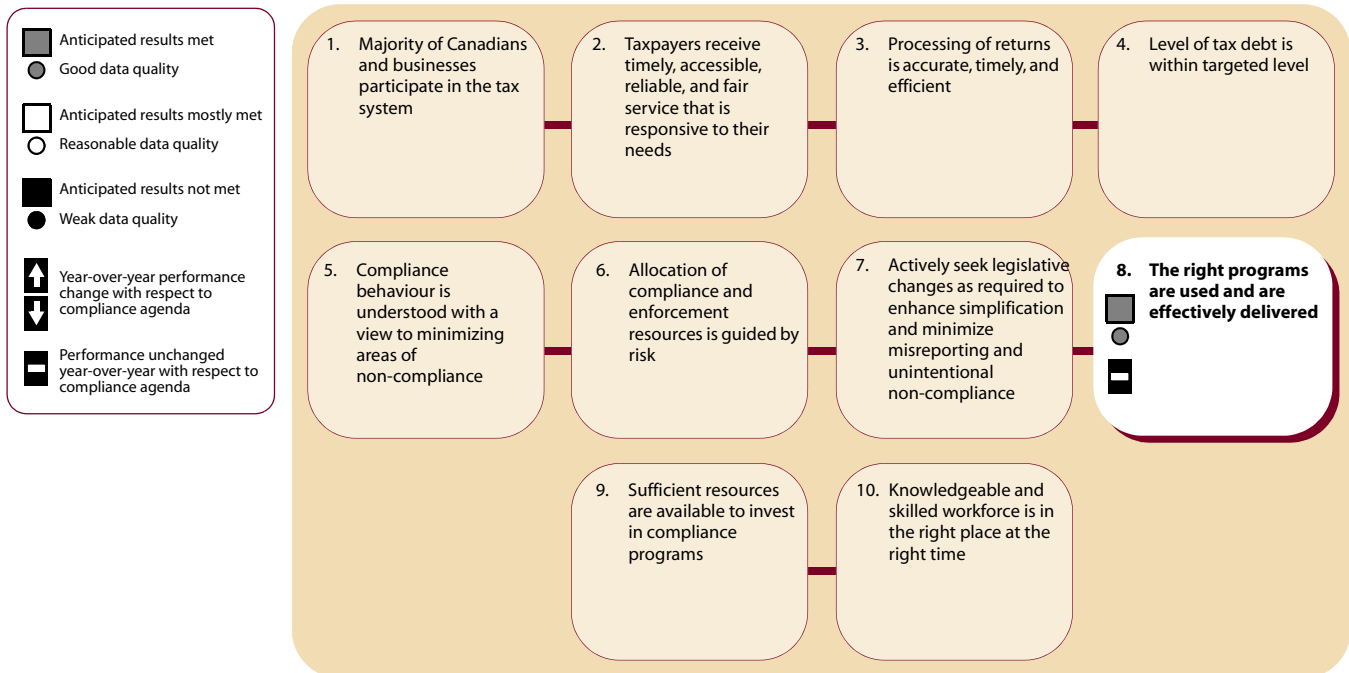 Anticipated results met
Good data quality
Anticipated results mostly met
Reasonable data quality
Anticipated results not met
Weak data quality
Year-over-year performance
change with respect to
compliance agenda
Performance unchanged
year-over-year with respect to
compliance agenda
1. Majority of Canadians
and businesses
participate in the tax
system
2. Taxpayers receive
timely, accessible,
reliable, and fair
service that is
responsive to their
needs
3. Processing of returns
is accurate, timely, and
efficient
4. Level of tax debt is
within targeted level
5. Compliance
behaviour is
understood with a
view to minimizing
areas of
non-compliance
6. Allocation of
compliance and
enforcement
resources is guided by
risk
7. Actively seek legislative
changes as required to
enhance simplification
and minimize
misreporting and
unintentional
non-compliance
8. The right programs
are used and are
effectively delivered
9. Sufficient resources
are available to invest
in compliance
programs
10. Knowledgeable and
skilled workforce is in
the right place at the
right time